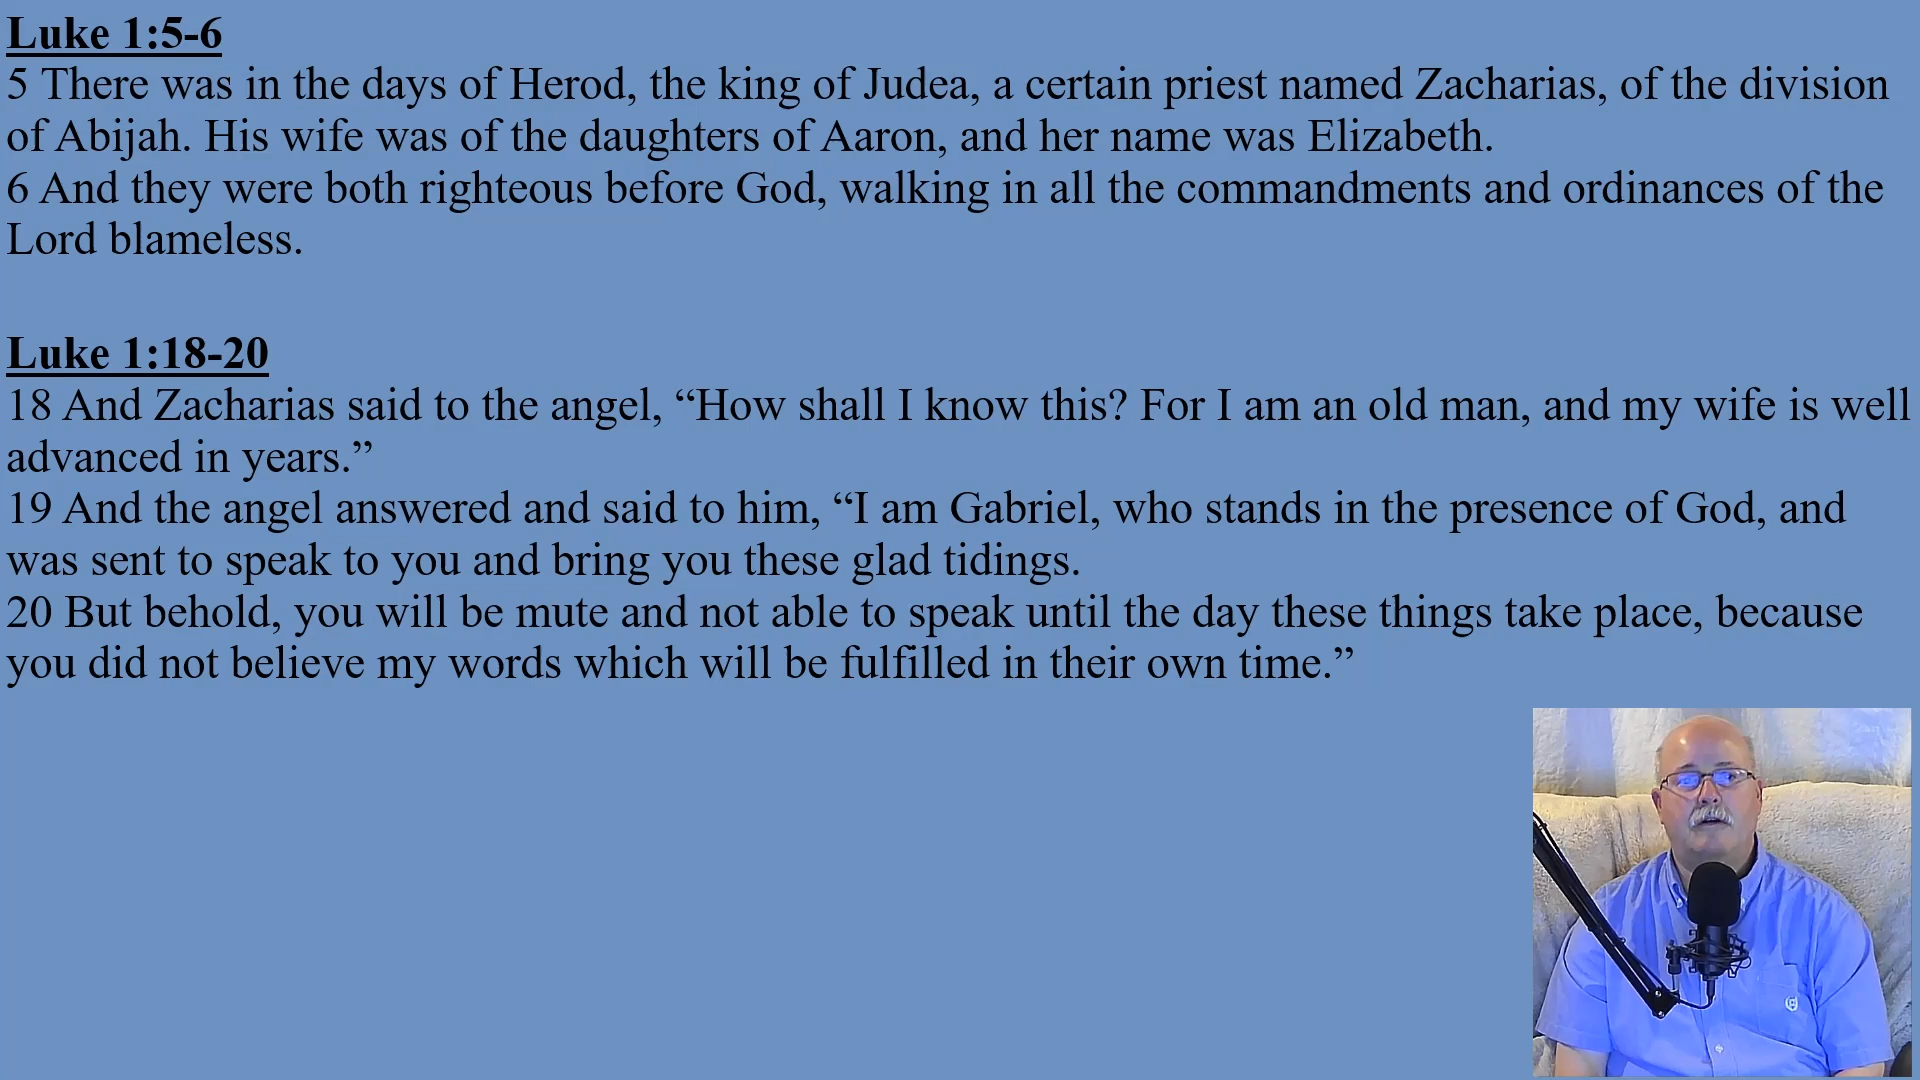 Luke 1:5-6
5 There was in the days of Herod, the king of Judea, a certain priest named Zacharias, of the division
of Abijah. His wife was of the daughters of Aaron, and her name was Elizabeth.
6 And they were both righteous before God, walking in all the commandments and ordinances of the
Lord blameless.
Luke 1:18-20
18 And Zacharias said to the angel, “How shall I know this? For I am an old man, and my wife is well
advanced in years.”
19 And the angel answered and said to him, “I am Gabriel, who stands in the presence of God, and
was sent to speak to you and bring you these glad tidings.
20 But behold, you will be mute and not able to speak until the day these things take place, because
you did not believe my words which will be fulfilled in their own time.”